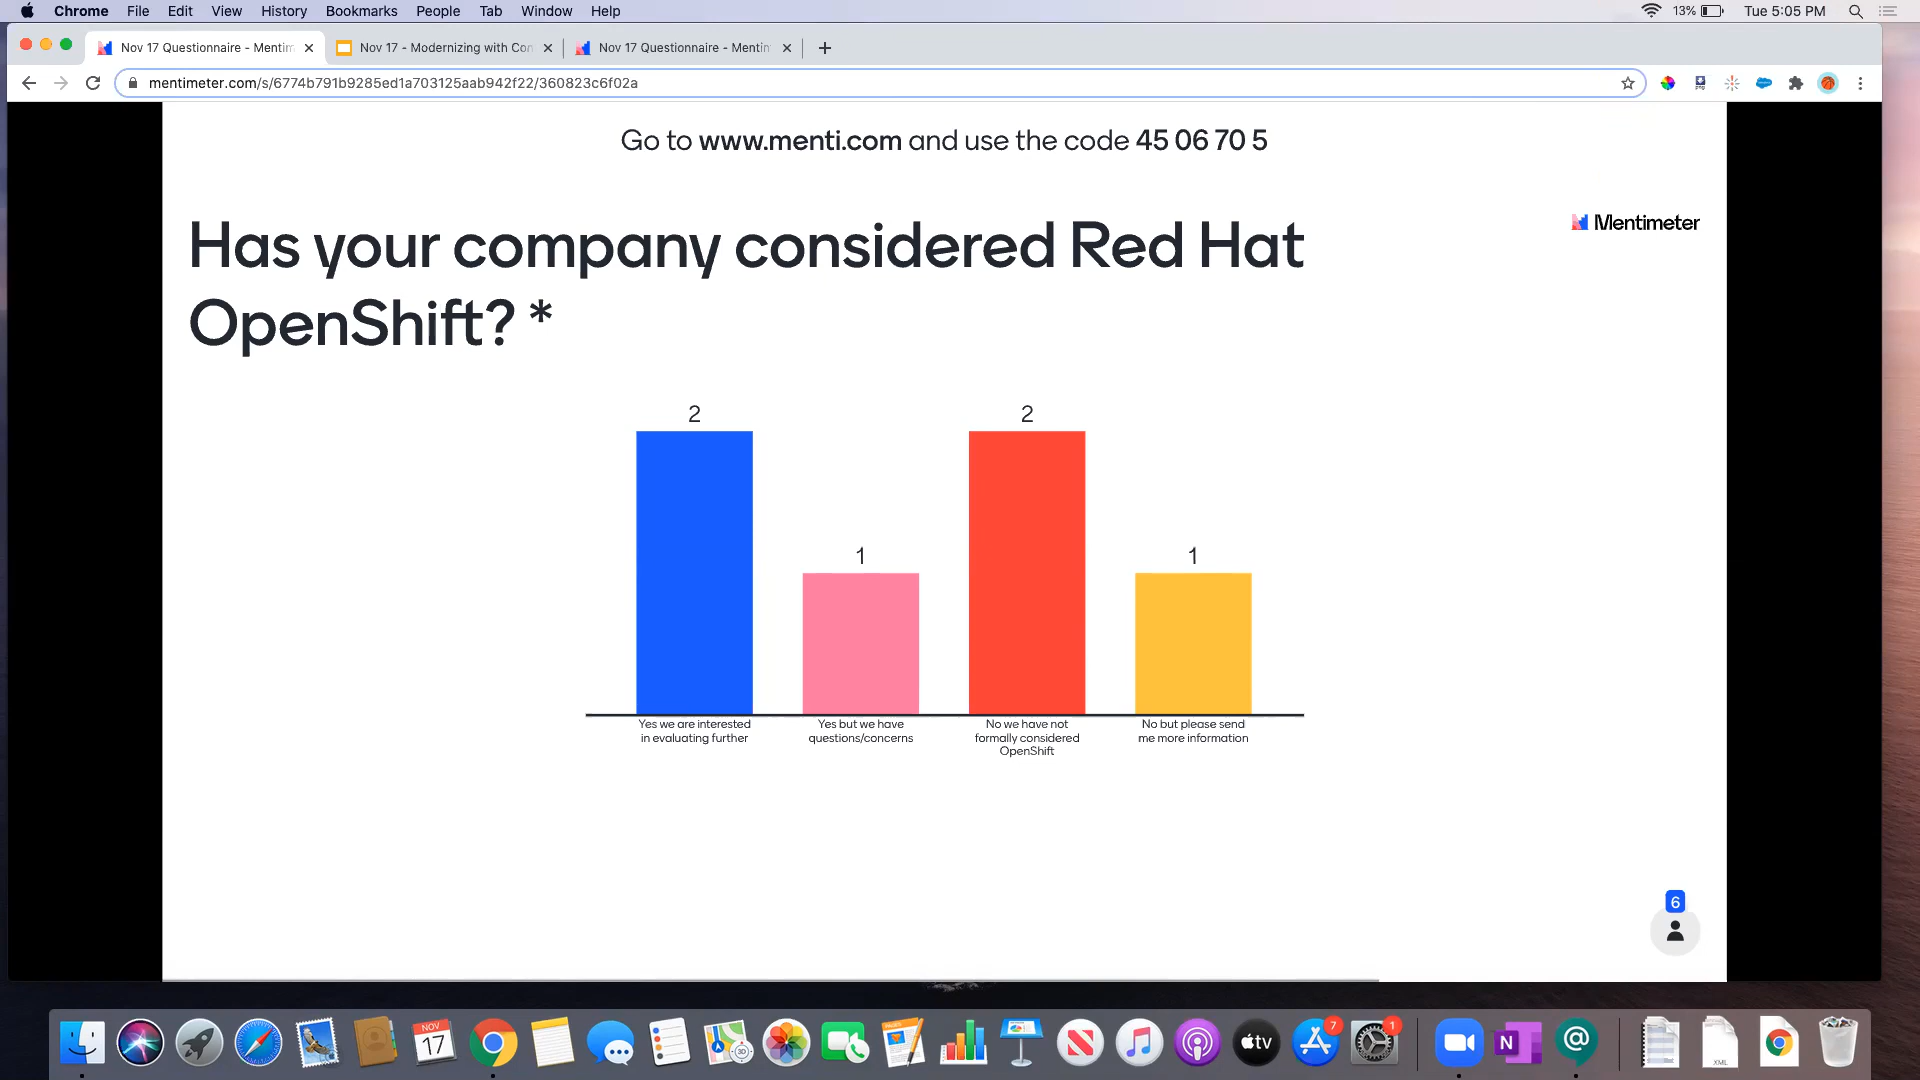 Chrome File Edit View History Bookmarks People Tab Window Help 13% Tue 5:05 PM
Nov 17 Questionnaire - Mentim Nov 17 - Modernizing with Con Nov 17 Questionnaire - Mentin
mentimeter.com/s/6774b791b9285ed1a703125aab942f22/360823c6f02a
Go to www.menti.com and use the code 45 06 70 5
Mentimeter
Has your company considered Red Hat
OpenShift? *
2
1
2
1
Yes we are interested
in evaluating further
Yes but we have
questions/concerns
No we have not
formally considered
OpenShift
No but please send
me more information
6
NOV
17
3D
PAGES
N
tv
7
1
N
@
XML